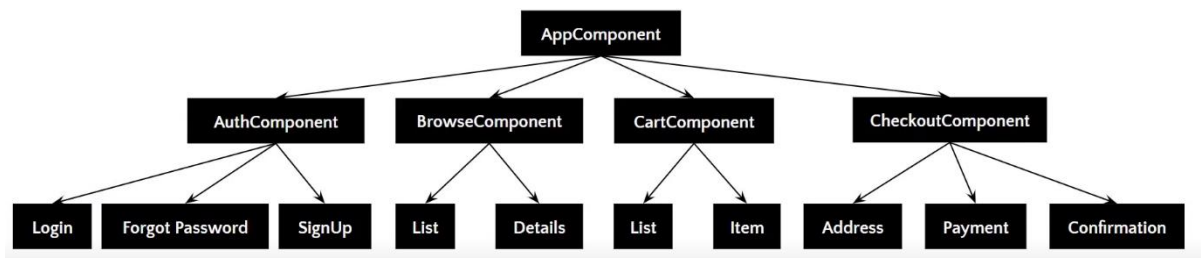 AppComponent
AuthComponent
BrowseComponent
CartComponent
CheckoutComponent
Login
Forgot Password
SignUp
List
Details
List
Item
Address
Payment
Confirmation